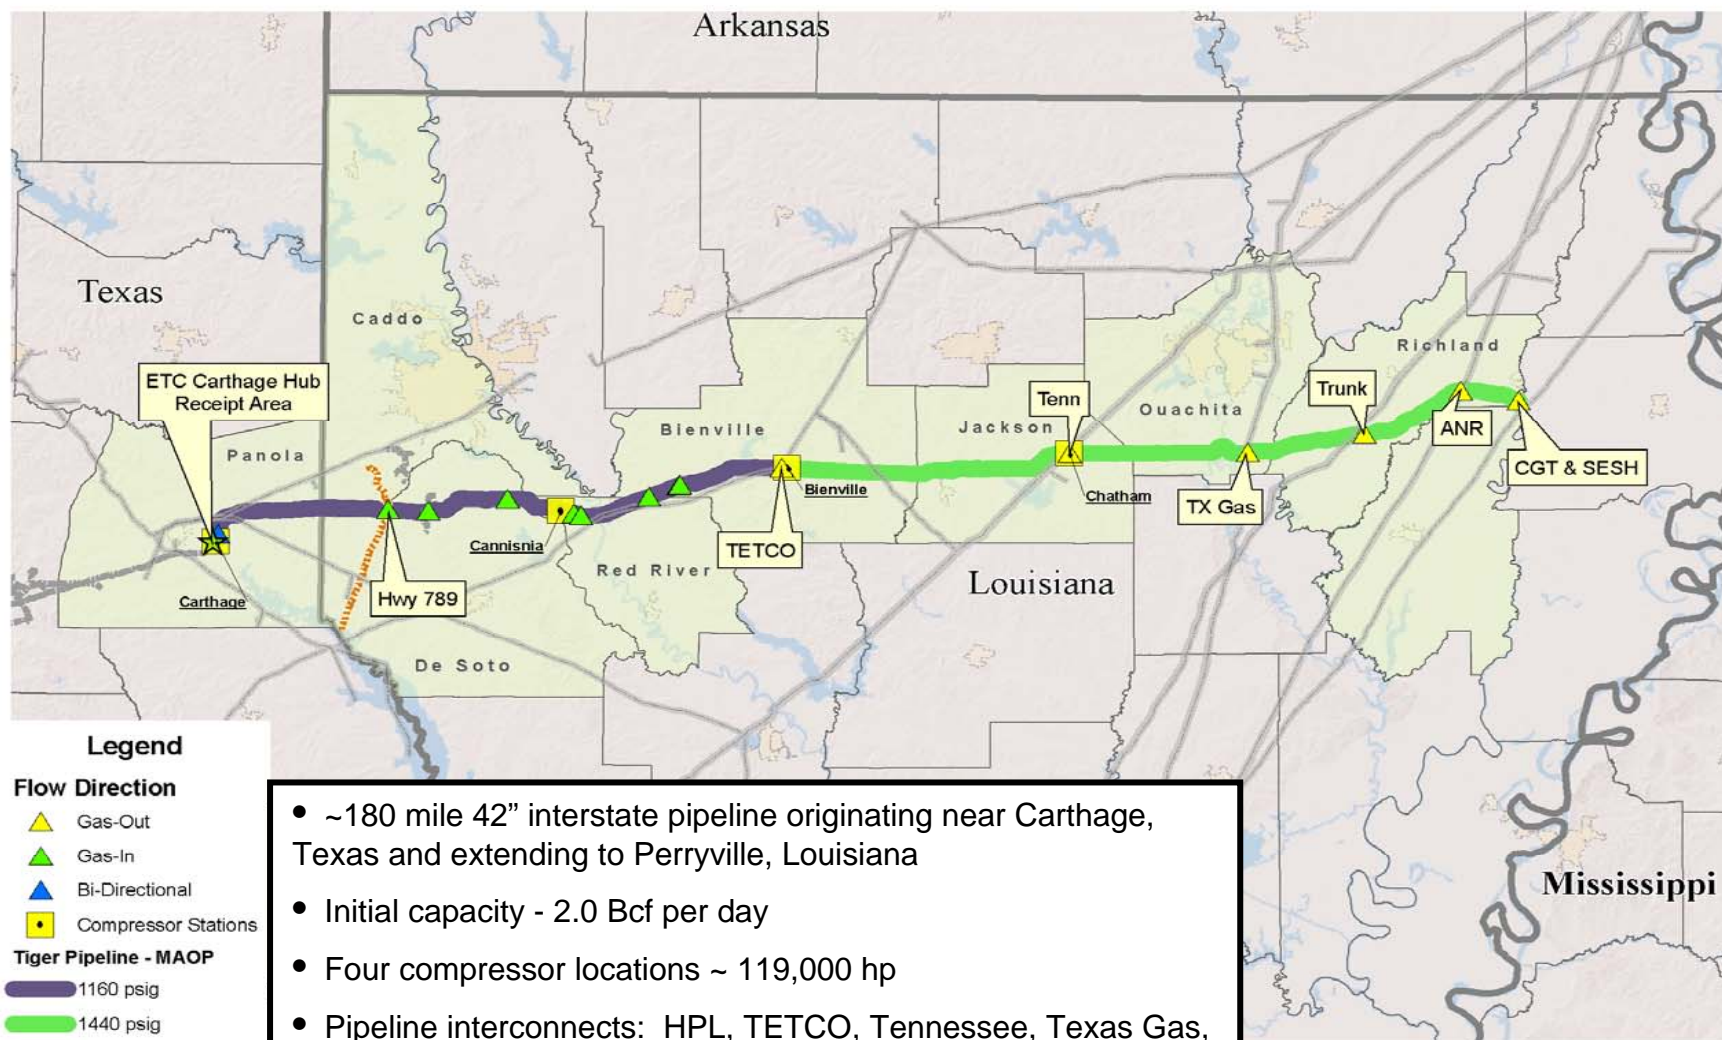 Arkansas
Texas
Caddo
Richland
ETC Carthage Hub
Receipt Area
Trunk
Tenn
Ouachita
Bienville
Jackson
ANR
Panola
CGT & SESH
Bienville
Chatham
TX Gas
Cannisnia
TETCO
Red River
Louisiana
Carthage
Hwy 789
De Soto
Mississippi
Legend
Flow Direction
Gas-Out
Gas-In
Bi-Directional
Compressor Stations
Tiger Pipeline - MAOP
1160 psig
1440 psig
• ~180 mile 42” interstate pipeline originating near Carthage,
Texas and extending to Perryville, Louisiana
• Initial capacity - 2.0 Bcf per day
• Four compressor locations ~ 119,000 hp
• Pipeline interconnects: HPL, TETCO, Tennessee, Texas Gas,